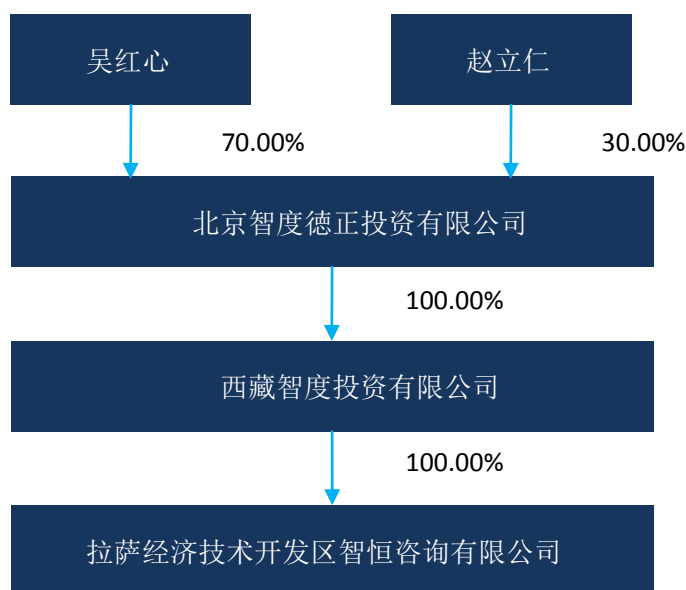 吴红心
赵立仁
70.00%
30.00%
北京智度德正投资有限公司
100.00%
西藏智度投资有限公司
100.00%
拉萨经济技术开发区智恒咨询有限公司